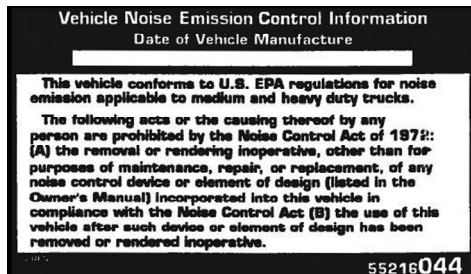 Vehicle Noise Emission Control Information
Date of Vehicle Manufacture
This vehicle conforms to U.S. EPA regulations for noise
emission applicable to medium and heavy duty trucks.
The following acts or the causing thereof by any
person are prohibited by the Noise Control Act of 1972:
(A) the removal or rendering inoperative, other than for
purposes of maintenance, repair, or replacement, of any
noise control device or element of design (listed in the
Owner's Manual) incorporated into this vehicle in
compliance with the Noise Control Act (B) the use of this
vehicle after such device or element of design has been
removed or rendered inoperative.
55216044